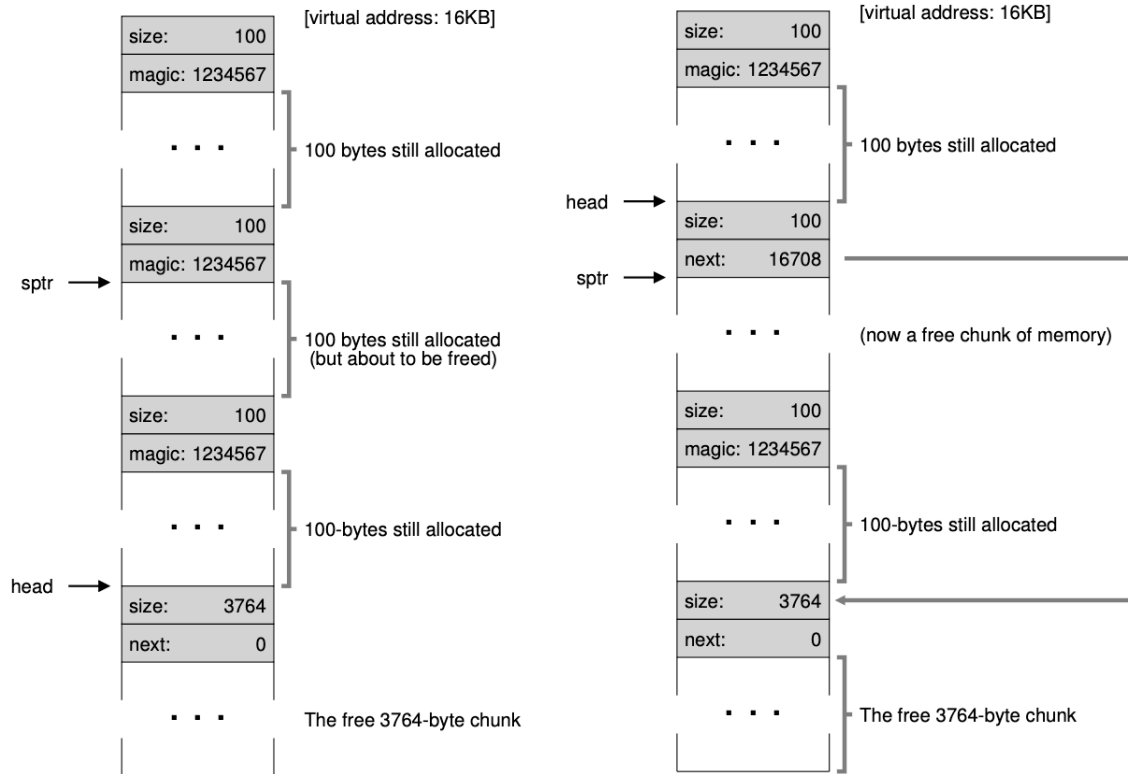 [virtual address: 16KB]
size: 100
magic: 1234567
. . .
100 bytes still allocated
size: 100
magic: 1234567
sptr
. . .
100 bytes still allocated
(but about to be freed)
size: 100
magic: 1234567
. . .
100-bytes still allocated
head
size: 3764
next: 0
. . .
The free 3764-byte chunk
[virtual address: 16KB]
size: 100
magic: 1234567
. . .
100 bytes still allocated
head
size: 100
next: 16708
sptr
. . .
(now a free chunk of memory)
size: 100
magic: 1234567
. . .
100-bytes still allocated
size: 3764
next: 0
. . .
The free 3764-byte chunk